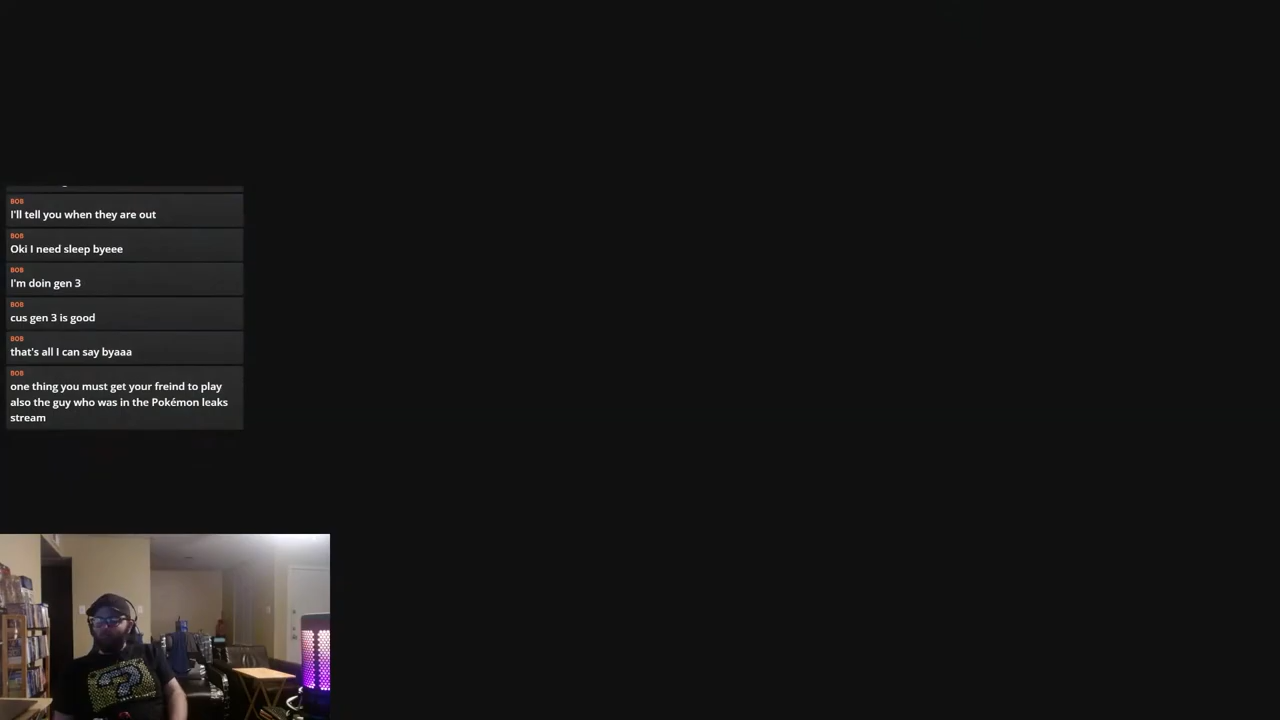 BOB
I'll tell you when they are out
BOB
Oki I need sleep byeee
BOB
I'm doin gen 3
BOB
cus gen 3 is good
BOB
that's all I can say byaaa
BOB
one thing you must get your freind to play
also the guy who was in the Pokémon leaks
stream